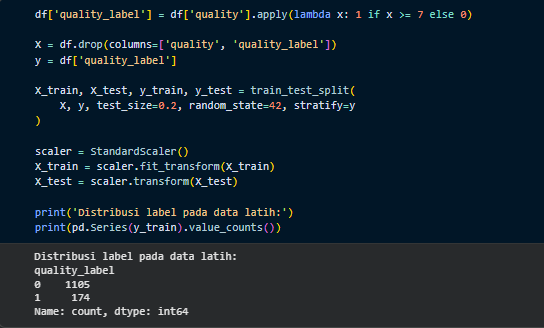 df['quality_label'] = df['quality'].apply(lambda x: 1 if x >= 7 else 0)
X = df.drop(columns=['quality', 'quality_label'])
y = df['quality_label']
X_train, X_test, y_train, y_test = train_test_split(
    X, y, test_size=0.2, random_state=42, stratify=y
)
scaler = StandardScaler()
X_train = scaler.fit_transform(X_train)
X_test = scaler.transform(X_test)
print('Distribusi label pada data latih:')
print(pd.Series(y_train).value_counts())
Distribusi label pada data latih:
quality_label
0    1105
1     174
Name: count, dtype: int64